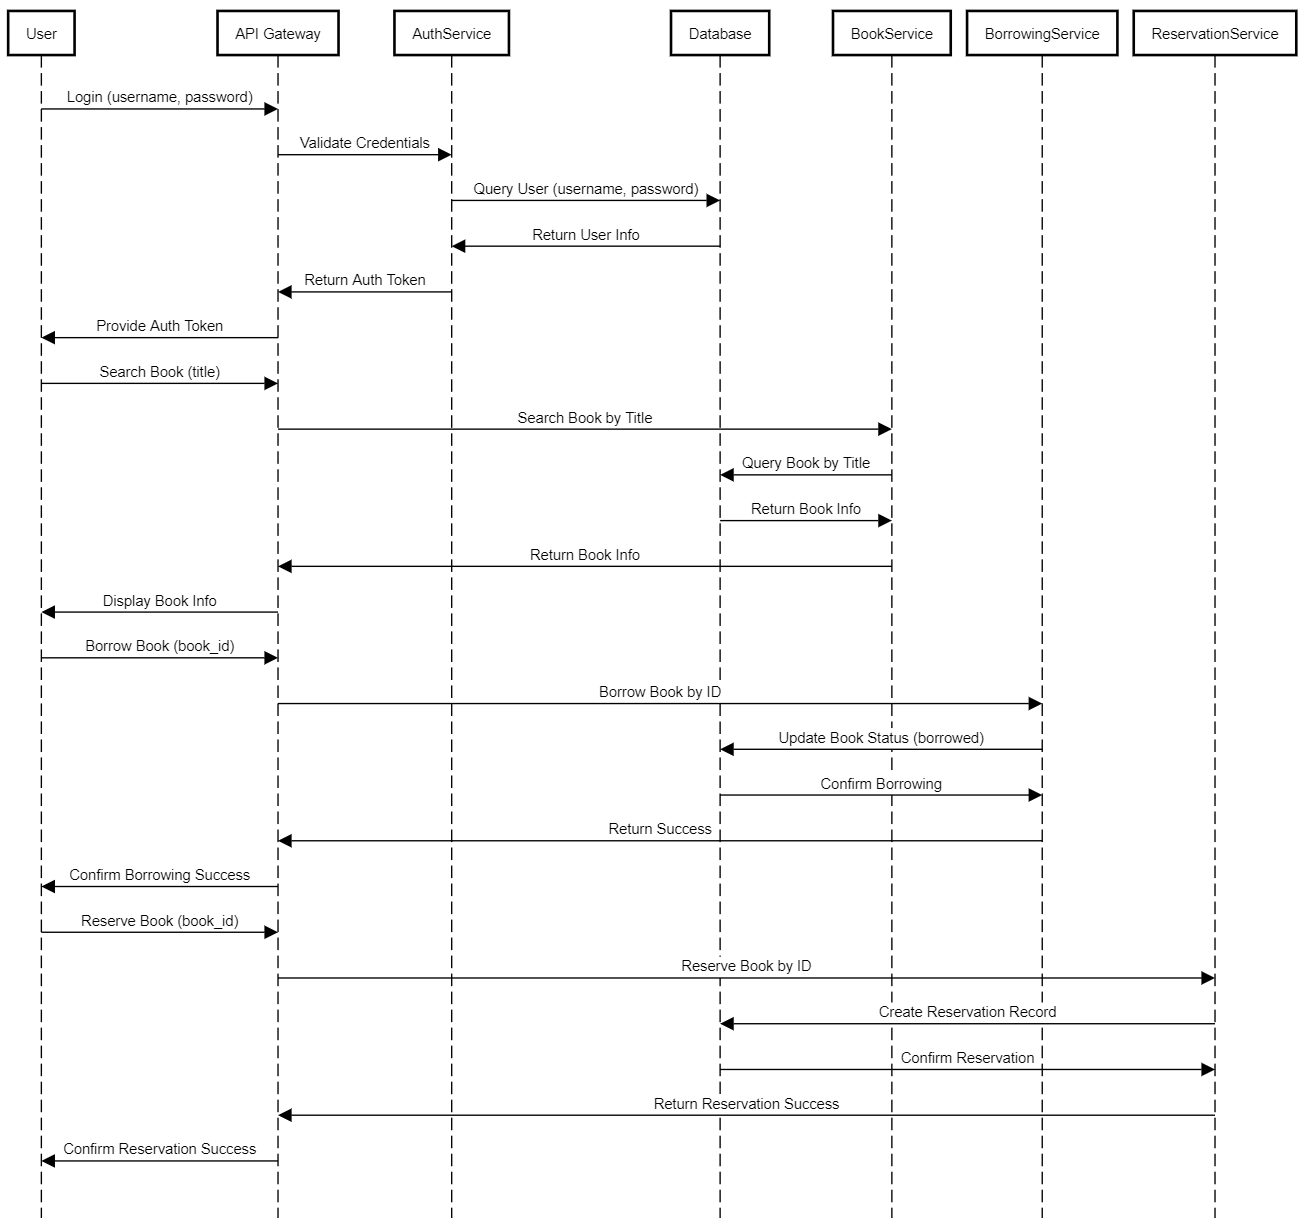 User
API Gateway
AuthService
Database
BookService
BorrowingService
ReservationService
Login (username, password)
Validate Credentials
Query User (username, password)
Return User Info
Return Auth Token
Provide Auth Token
Search Book (title)
Search Book by Title
Query Book by Title
Return Book Info
Return Book Info
Display Book Info
Borrow Book (book_id)
Borrow Book by ID
Update Book Status (borrowed)
Confirm Borrowing
Return Success
Confirm Borrowing Success
Reserve Book (book_id)
Reserve Book by ID
Create Reservation Record
Confirm Reservation
Return Reservation Success
Confirm Reservation Success